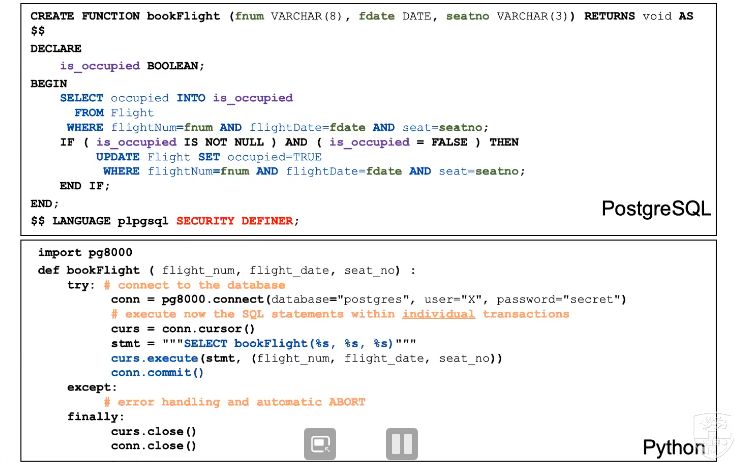 CREATE FUNCTION bookFlight (fnum VARCHAR(8), fdate DATE, seatno VARCHAR(3)) RETURNS void AS
$$
DECLARE
is_occupied BOOLEAN;
BEGIN
SELECT occupied INTO is_occupied
FROM Flight
WHERE flightNum=fnum AND flightDate=fdate AND seat=seatno;
IF ( is_occupied IS NOT NULL ) AND ( is_occupied = FALSE ) THEN
UPDATE Flight SET occupied=TRUE
WHERE flightNum=fnum AND flightDate=fdate AND seat=seatno;
END IF;
END;
$$ LANGUAGE plpgsql SECURITY DEFINER;
PostgreSQL
import pg8000
def bookFlight ( flight_num, flight_date, seat_no) :
try: # connect to the database
conn = pg8000.connect(database="postgres", user="X", password="secret")
# execute now the SQL statements within individual transactions
curs = conn.cursor()
stmt = """SELECT bookFlight(%s, %s, %s)"""
curs.execute(stmt, (flight_num, flight_date, seat_no))
conn.commit()
except:
# error handling and automatic ABORT
finally:
curs.close()
conn.close()
Python